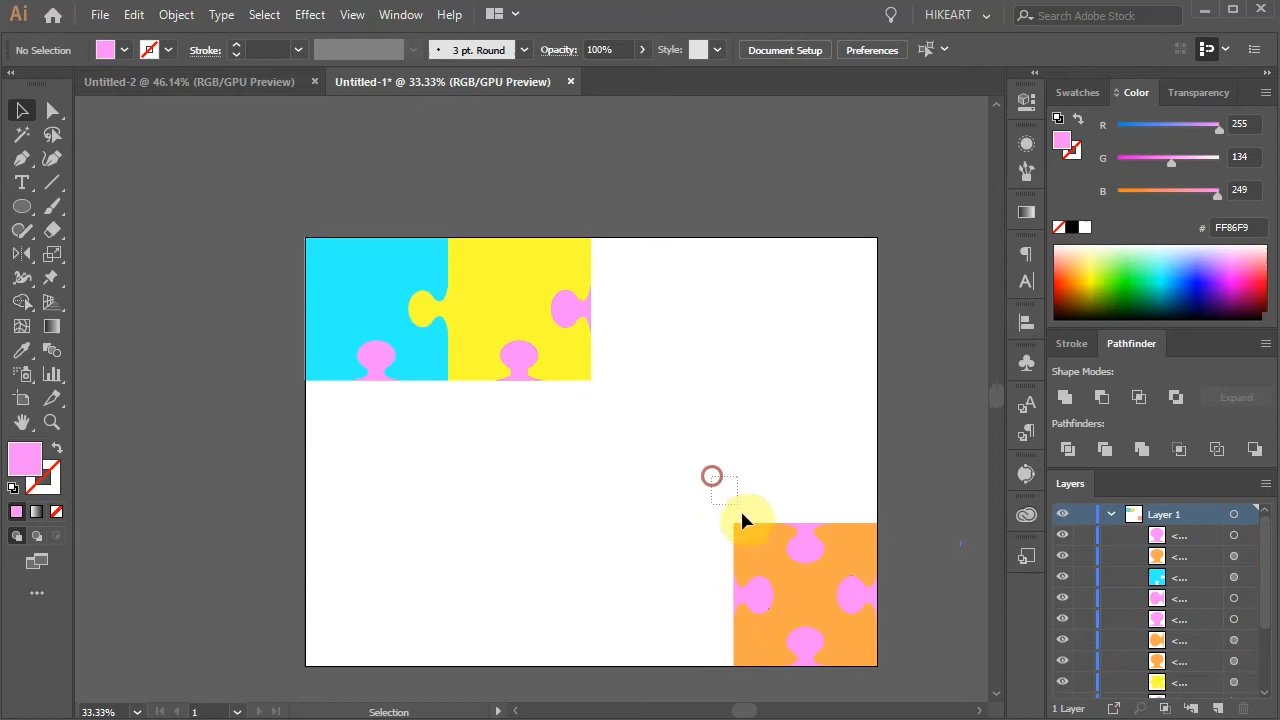 Ai File Edit Object Type Select Effect View Window Help HIKEART Search Adobe Stock
No Selection Stroke: 3 pt. Round Opacity: 100% Style: Document Setup Preferences
Untitled-2 @ 46.14% (RGB/GPU Preview) Untitled-1* @ 33.33% (RGB/GPU Preview)
Swatches Color Transparency
R 255
G 134
B 249
# FF86F9
Stroke Pathfinder
Shape Modes:
Expand
Pathfinders:
Layers
Layer 1
<...
<...
<...
<...
<...
<...
<...
<...
1 Layer
33.33% 1 Selection